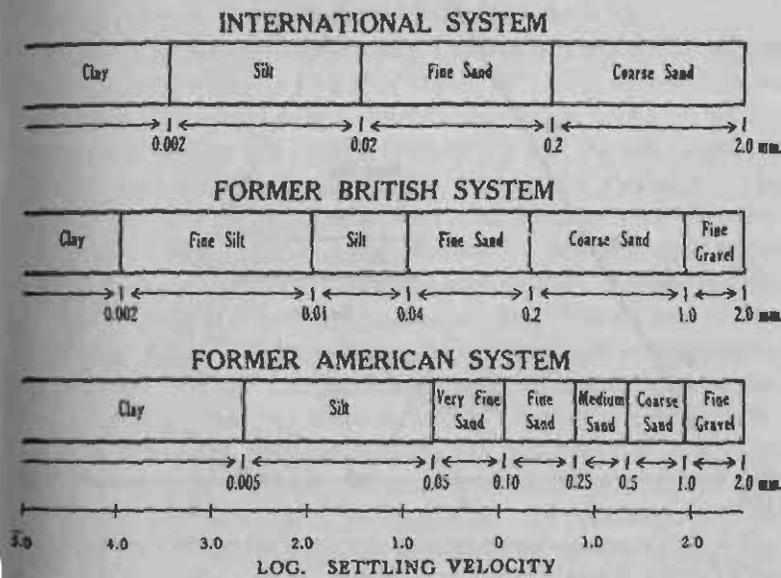 INTERNATIONAL SYSTEM
Clay Silt Fine Sand Coarse Sand
0.002 0.02 0.2 2.0 mm.
FORMER BRITISH SYSTEM
Clay Fine Silt Silt Fine Sand Coarse Sand Fine Gravel
0.002 0.01 0.04 0.2 1.0 2.0 mm.
FORMER AMERICAN SYSTEM
Clay Silt Very Fine Sand Fine Sand Medium Sand Coarse Sand Fine Gravel
0.005 0.05 0.10 0.25 0.5 1.0 2.0 mm.
4.0 3.0 2.0 1.0 0 1.0 2.0
LOG. SETTLING VELOCITY